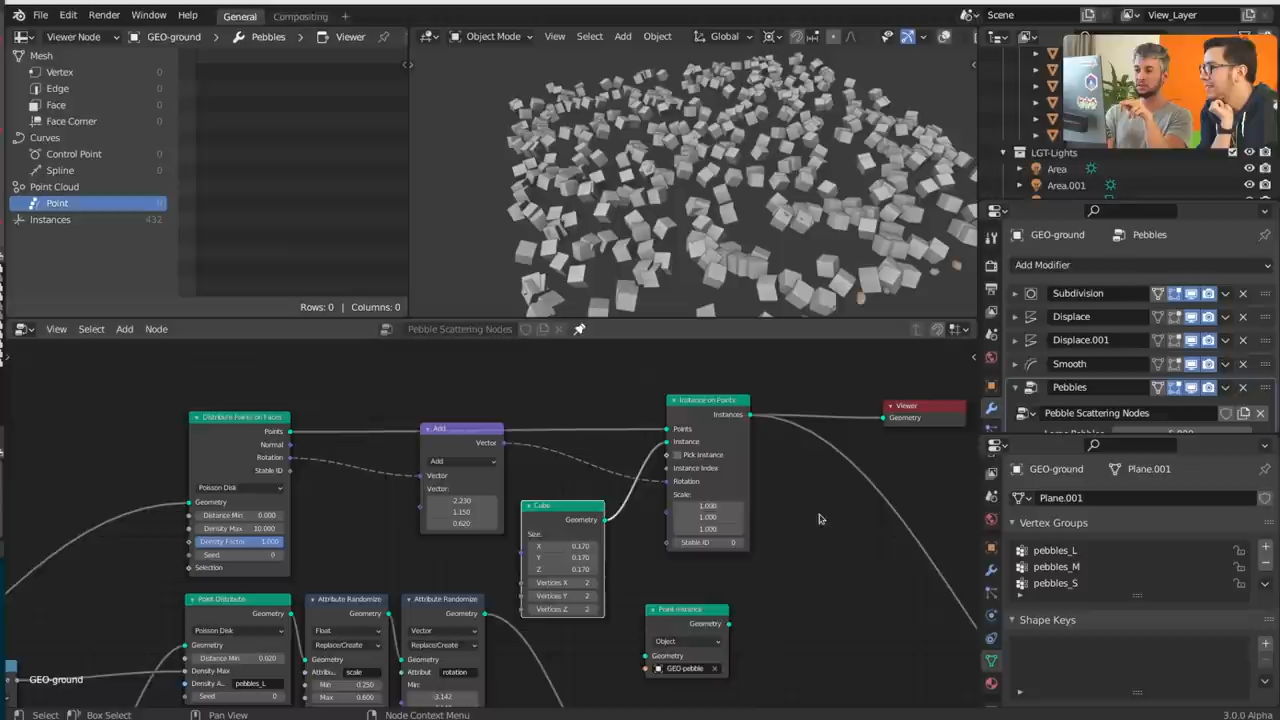 File Edit Render Window Help General Compositing + Scene View_Layer
Viewer Node GEO-ground Pebbles Viewer
Object Mode View Select Add Object Global
Mesh
Vertex 0
Edge 0
Face 0
Face Corner 0
Curves
Control Point 0
Spline 0
Point Cloud
Point 0
Instances 432
Rows: 0 | Columns: 0
LGT-Lights
Area
Area.001
GEO-ground Pebbles
Add Modifier
Subdivision
Displace
Displace.001
Smooth
Pebbles
Pebble Scattering Nodes
GEO-ground Plane.001
Plane.001
Vertex Groups
pebbles_L
pebbles_M
pebbles_S
Shape Keys
View Select Add Node Pebble Scattering Nodes
Distribute Points on Faces
Points
Normal
Rotation
Stable ID
Poisson Disk
Geometry
Distance Min 0.000
Density Max 10.000
Density Factor 1.000
Seed 0
Selection
Add
Vector
Add
Vector
Vector:
-2.230
1.150
0.620
Cube
Geometry
Size:
X 0.170
Y 0.170
Z 0.170
Vertices X 2
Vertices Y 2
Vertices Z 2
Instance on Points
Instances
Points
Instance
Pick Instance
Instance Index
Rotation
Scale:
1.000
1.000
1.000
Stable ID 0
Viewer
Geometry
Point Distribute
Geometry
Poisson Disk
Geometry
Distance Min 0.020
Density Max
Density A.. pebbles_L
Seed 0
Attribute Randomize
Geometry
Float
Replace/Create
Geometry
Attribu.. scale
Min 0.250
Max 0.600
Attribute Randomize
Geometry
Vector
Replace/Create
Geometry
Attribut rotation
Min:
-3.142
Point Instance
Geometry
Object
Geometry
GEO-pebble
GEO-ground
Select Box Select Pan View Node Context Menu 3.0.0 Alpha